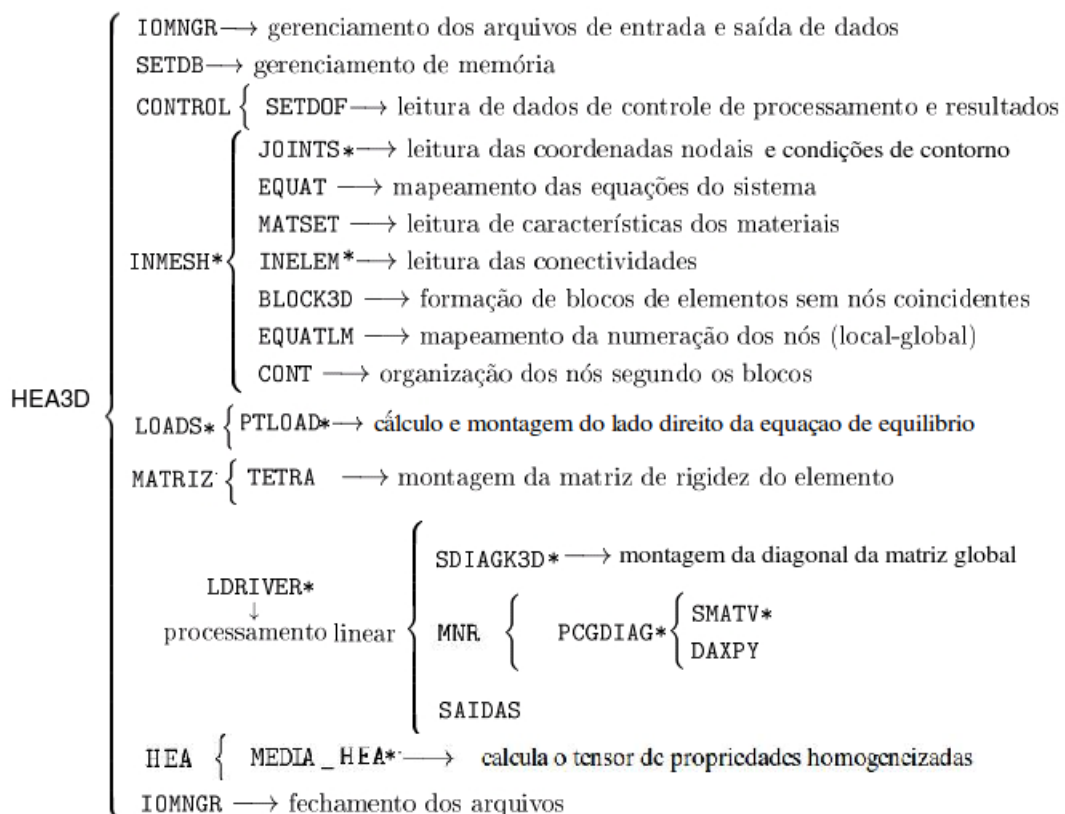 IOMNGR⟶ gerenciamento dos arquivos de entrada e saída de dados
SETDB⟶ gerenciamento de memória
CONTROL { SETDOF⟶ leitura de dados de controle de processamento e resultados
JOINTS*⟶ leitura das coordenadas nodais e condições de contorno
EQUAT ⟶ mapeamento das equações do sistema
MATSET ⟶ leitura de características dos materiais
INMESH* { INELEM*⟶ leitura das conectividades
BLOCK3D ⟶ formação de blocos de elementos sem nós coincidentes
EQUATLM ⟶ mapeamento da numeração dos nós (local-global)
CONT ⟶ organização dos nós segundo os blocos
HEA3D {
LOADS* { PTLOAD*⟶ cálculo e montagem do lado direito da equaçao de equilibrio
MATRIZ { TETRA ⟶ montagem da matriz de rigidez do elemento
SDIAGK3D* ⟶ montagem da diagonal da matriz global
LDRIVER*
↓
processamento linear {
MNR { PCGDIAG* { SMATV*
DAXPY
SAIDAS
HEA { MEDIA _ HEA* ⟶ calcula o tensor de propriedades homogeneizadas
IOMNGR ⟶ fechamento dos arquivos